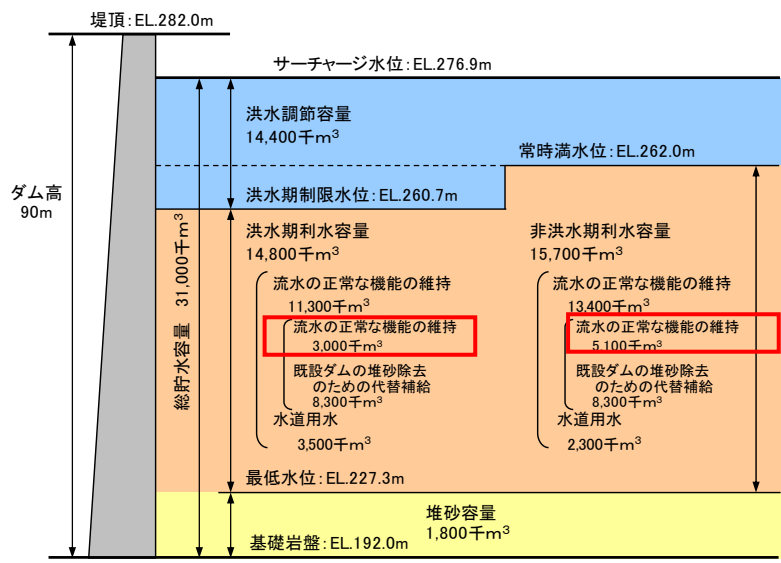 堤頂:EL.282.0m
サーチャージ水位:EL.276.9m
洪水調節容量
14,400千m³
常時満水位:EL.262.0m
ダム高
90m
洪水期制限水位:EL.260.7m
総貯水容量 31,000千m³
洪水期利水容量
14,800千m³
流水の正常な機能の維持
11,300千m³
流水の正常な機能の維持
3,000千m³
既設ダムの堆砂除去
のための代替補給
8,300千m³
水道用水
3,500千m³
非洪水期利水容量
15,700千m³
流水の正常な機能の維持
13,400千m³
流水の正常な機能の維持
5,100千m³
既設ダムの堆砂除去
のための代替補給
8,300千m³
水道用水
2,300千m³
最低水位:EL.227.3m
堆砂容量
1,800千m³
基礎岩盤:EL.192.0m